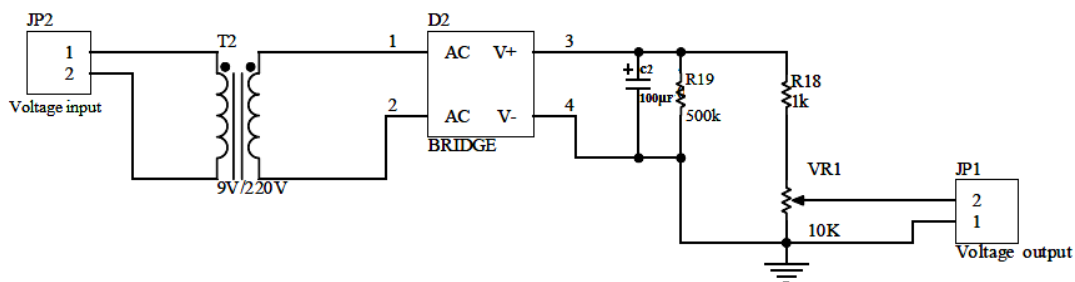 JP2
1
2
Voltage input
T2
9V/220V
1
2
D2
AC V+
AC V-
BRIDGE
3
4
+ c2
100µF
R19
500k
R18
1k
VR1
10K
JP1
2
1
Voltage output